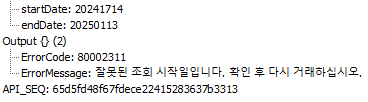 startDate: 20241714
endDate: 20250113
Output {} (2)
ErrorCode: 80002311
ErrorMessage: 잘못된 조회 시작일입니다. 확인 후 다시 거래하십시오.
API_SEQ: 65d5fd48f67fdece22415283637b3313